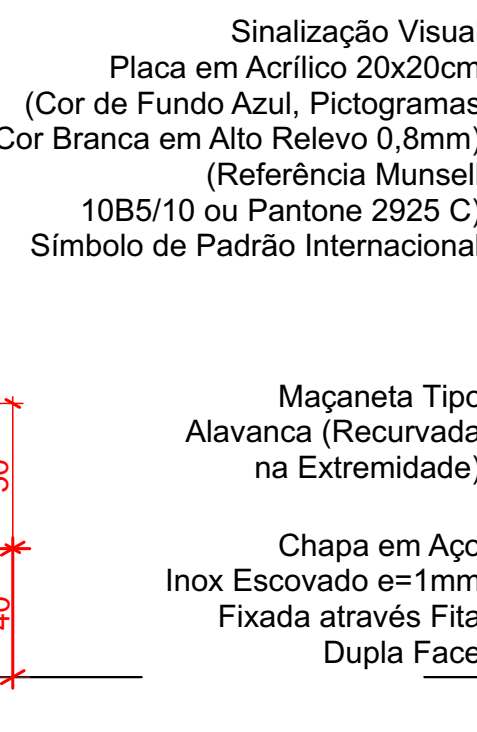 Sinalização Visual
Placa em Acrílico 20x20cm
(Cor de Fundo Azul, Pictogramas
Cor Branca em Alto Relevo 0,8mm)
(Referência Munsell
10B5/10 ou Pantone 2925 C)
Símbolo de Padrão Internacional
Maçaneta Tipo
Alavanca (Recurvada
na Extremidade)
Chapa em Aço
Inox Escovado e=1mm
Fixada através Fita
Dupla Face
40